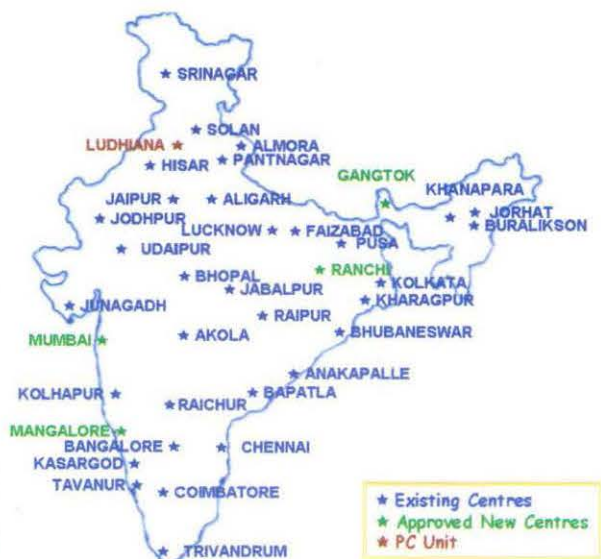 SRINAGAR
SOLAN
LUDHIANA
ALMORA
HISAR
PANTNAGAR
GANGTOK
KHANAPARA
JAIPUR
ALIGARH
JODHPUR
JORHAT
LUCKNOW
FAIZABAD
BURALIKSON
UDAIPUR
PUSA
BHOPAL
RANCHI
JABALPUR
KOLKATA
JUNAGADH
KHARAGPUR
RAIPUR
MUMBAI
AKOLA
BHUBANESWAR
ANAKAPALLE
KOLHAPUR
BAPATLA
RAICHUR
MANGALORE
BANGALORE
CHENNAI
KASARGOD
TAVANUR
COIMBATORE
TRIVANDRUM
Existing Centres
Approved New Centres
PC Unit